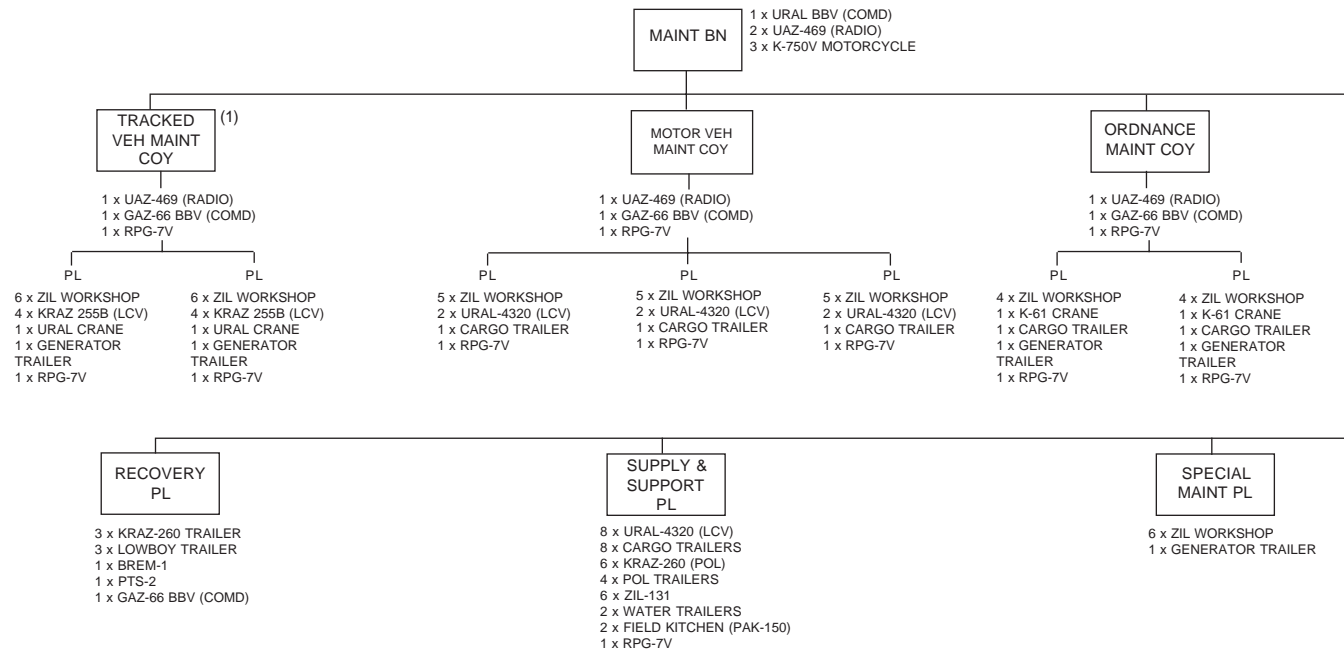 MAINT BN
1 x URAL BBV (COMD)
2 x UAZ-469 (RADIO)
3 x K-750V MOTORCYCLE
TRACKED
VEH MAINT
COY
(1)
1 x UAZ-469 (RADIO)
1 x GAZ-66 BBV (COMD)
1 x RPG-7V
PL
6 x ZIL WORKSHOP
4 x KRAZ 255B (LCV)
1 x URAL CRANE
1 x GENERATOR
TRAILER
1 x RPG-7V
PL
6 x ZIL WORKSHOP
4 x KRAZ 255B (LCV)
1 x URAL CRANE
1 x GENERATOR
TRAILER
1 x RPG-7V
MOTOR VEH
MAINT COY
1 x UAZ-469 (RADIO)
1 x GAZ-66 BBV (COMD)
1 x RPG-7V
PL
5 x ZIL WORKSHOP
2 x URAL-4320 (LCV)
1 x CARGO TRAILER
1 x RPG-7V
PL
5 x ZIL WORKSHOP
2 x URAL-4320 (LCV)
1 x CARGO TRAILER
1 x RPG-7V
PL
5 x ZIL WORKSHOP
2 x URAL-4320 (LCV)
1 x CARGO TRAILER
1 x RPG-7V
ORDNANCE
MAINT COY
1 x UAZ-469 (RADIO)
1 x GAZ-66 BBV (COMD)
1 x RPG-7V
PL
4 x ZIL WORKSHOP
1 x K-61 CRANE
1 x CARGO TRAILER
1 x GENERATOR
TRAILER
1 x RPG-7V
PL
4 x ZIL WORKSHOP
1 x K-61 CRANE
1 x CARGO TRAILER
1 x GENERATOR
TRAILER
1 x RPG-7V
RECOVERY
PL
3 x KRAZ-260 TRAILER
3 x LOWBOY TRAILER
1 x BREM-1
1 x PTS-2
1 x GAZ-66 BBV (COMD)
SUPPLY &
SUPPORT
PL
8 x URAL-4320 (LCV)
8 x CARGO TRAILERS
6 x KRAZ-260 (POL)
4 x POL TRAILERS
6 x ZIL-131
2 x WATER TRAILERS
2 x FIELD KITCHEN (PAK-150)
1 x RPG-7V
SPECIAL
MAINT PL
6 x ZIL WORKSHOP
1 x GENERATOR TRAILER